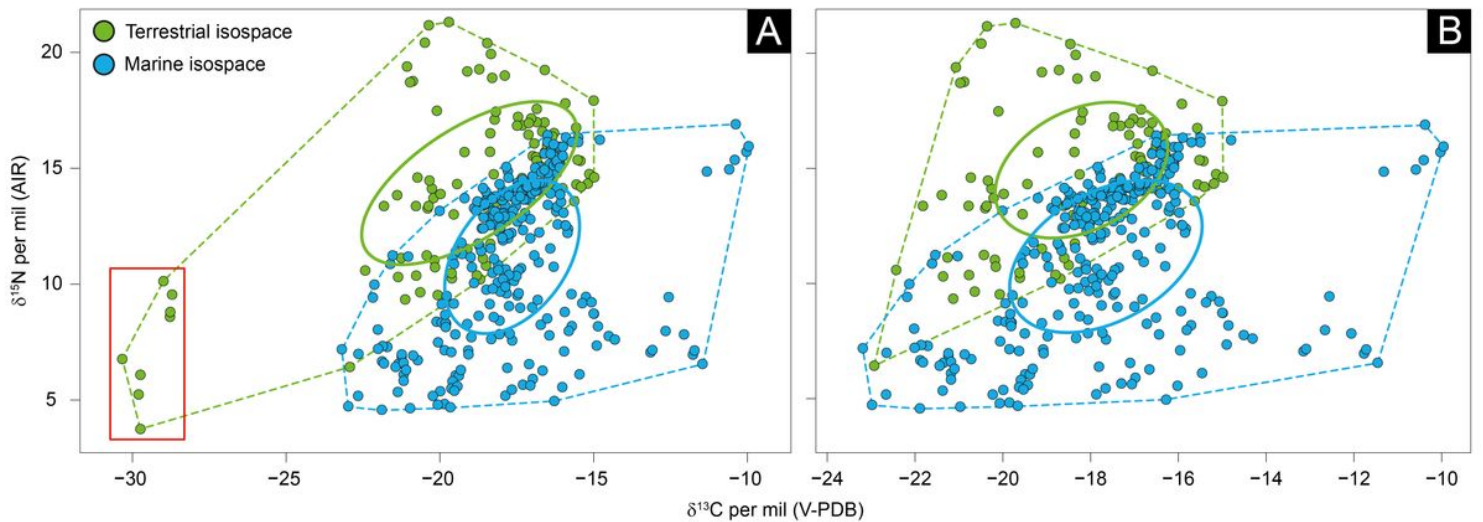 A
B
Terrestrial isospace
Marine isospace
20
15
10
5
δ¹⁵N per mil (AIR)
−30 −25 −20 −15 −10
−24 −22 −20 −18 −16 −14 −12 −10
δ¹³C per mil (V-PDB)